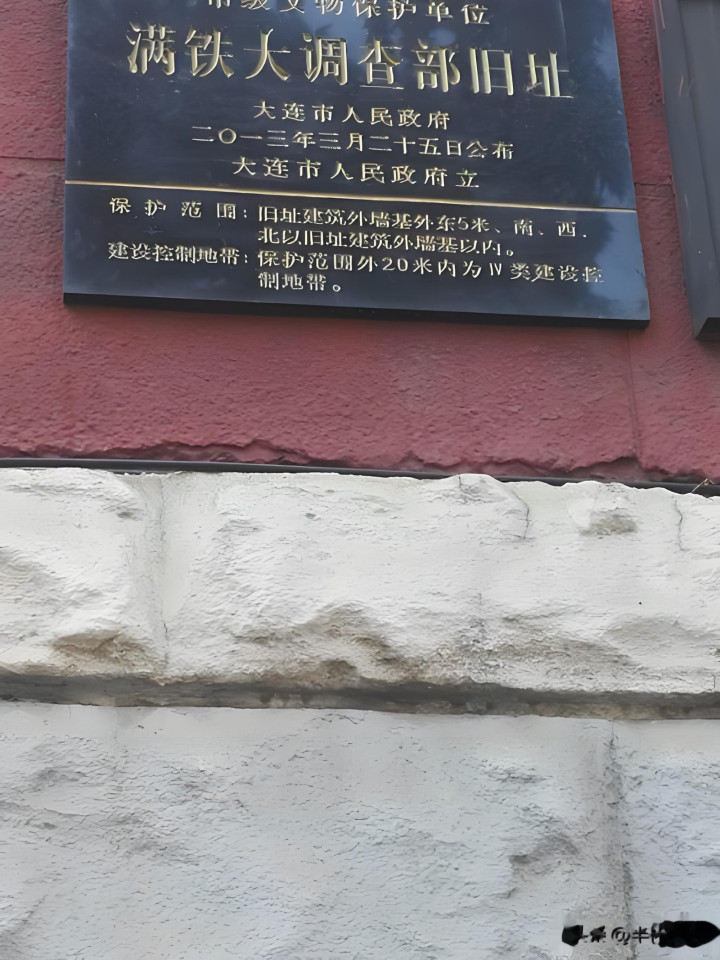 市级文物保护单位
满铁大调查部旧址
大连市人民政府
二〇一三年三月二十五日公布
大连市人民政府立
保护范围：旧址建筑外墙基外东5米、南、西、
北以旧址建筑外墙基以内。
建设控制地带：保护范围外20米内为Ⅳ类建设控
制地带。